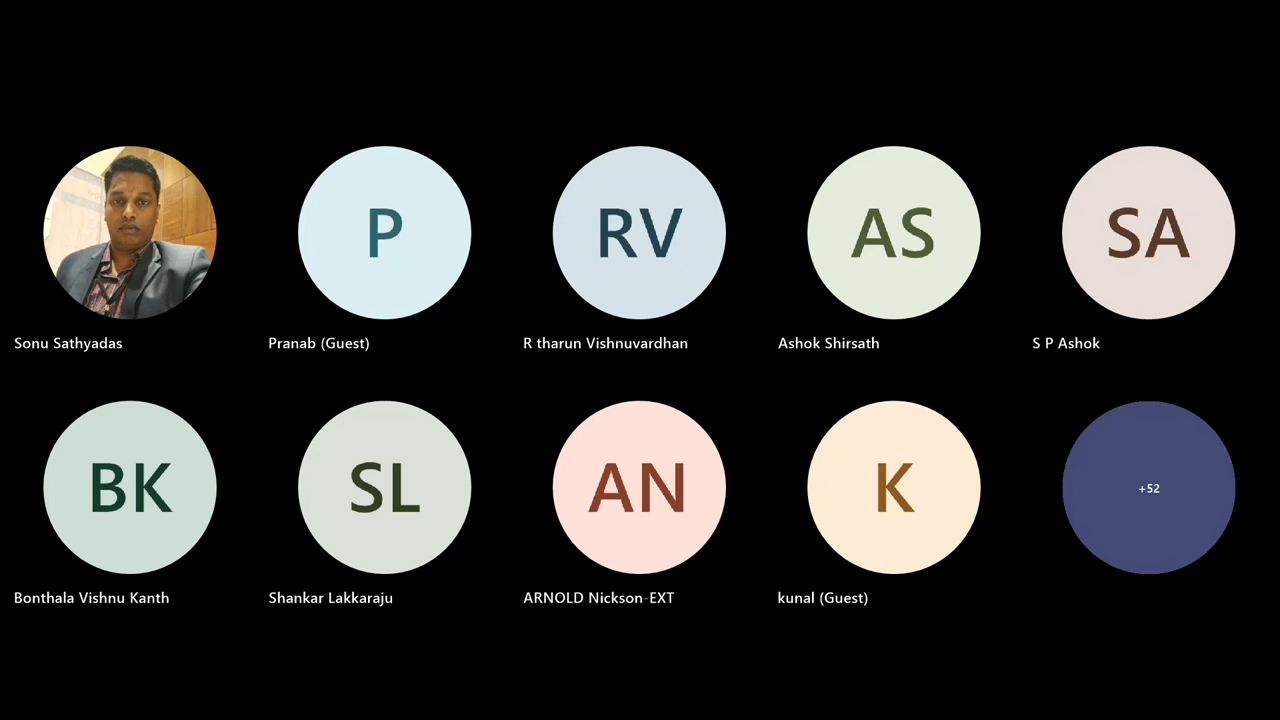 P
RV
AS
SA
Sonu Sathyadas
Pranab (Guest)
R tharun Vishnuvardhan
Ashok Shirsath
S P Ashok
BK
SL
AN
K
+52
Bonthala Vishnu Kanth
Shankar Lakkaraju
ARNOLD Nickson-EXT
kunal (Guest)